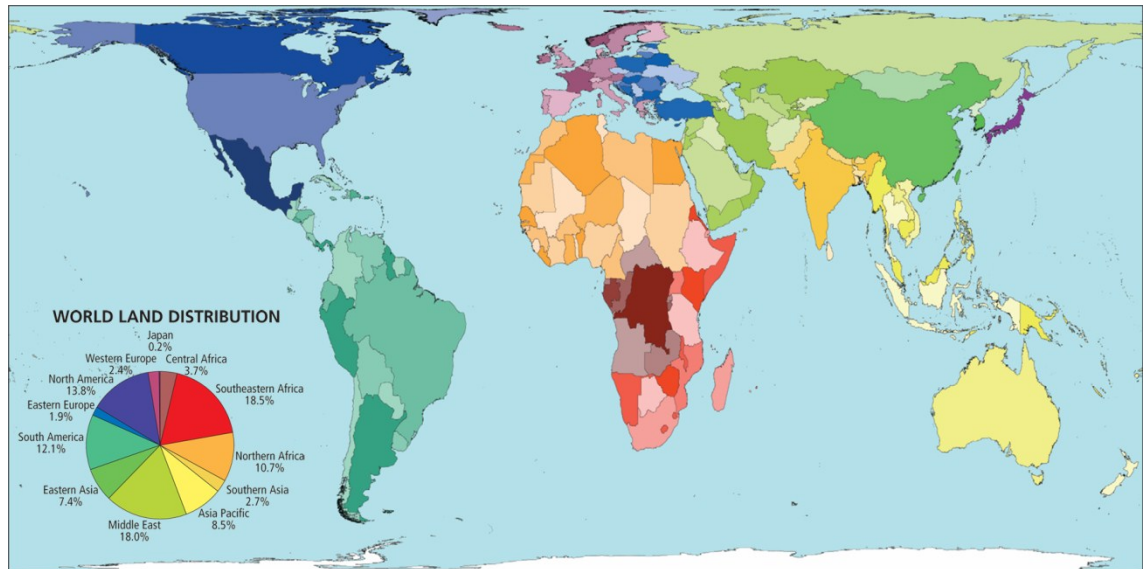 WORLD LAND DISTRIBUTION
Japan
0.2%
Western Europe
2.4%
Central Africa
3.7%
North America
13.8%
Southeastern Africa
18.5%
Eastern Europe
1.9%
South America
12.1%
Northern Africa
10.7%
Eastern Asia
7.4%
Southern Asia
2.7%
Asia Pacific
8.5%
Middle East
18.0%